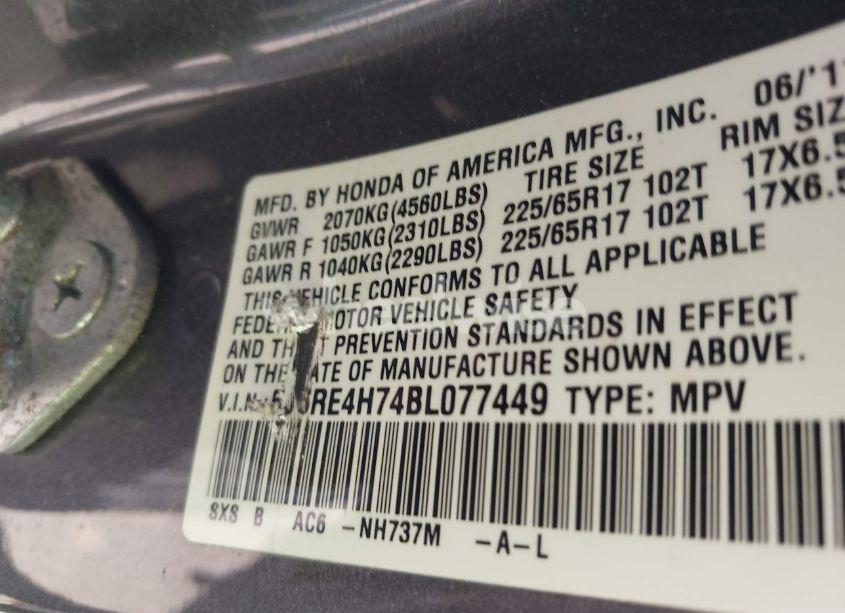 MFD. BY HONDA OF AMERICA MFG., INC. 06/'1
GVWR 2070KG(4560LBS) TIRE SIZE RIM SIZ
GAWR F 1050KG(2310LBS) 225/65R17 102T 17X6.5
GAWR R 1040KG(2290LBS) 225/65R17 102T 17X6.5
THIS VEHICLE CONFORMS TO ALL APPLICABLE
MOTOR VEHICLE SAFETY
AND PREVENTION STANDARDS IN EFFECT
ON THE DATE OF MANUFACTURE SHOWN ABOVE.
V.I.N. RE4H74BL077449 TYPE: MPV
SXS B AC6 -NH737M -A-L